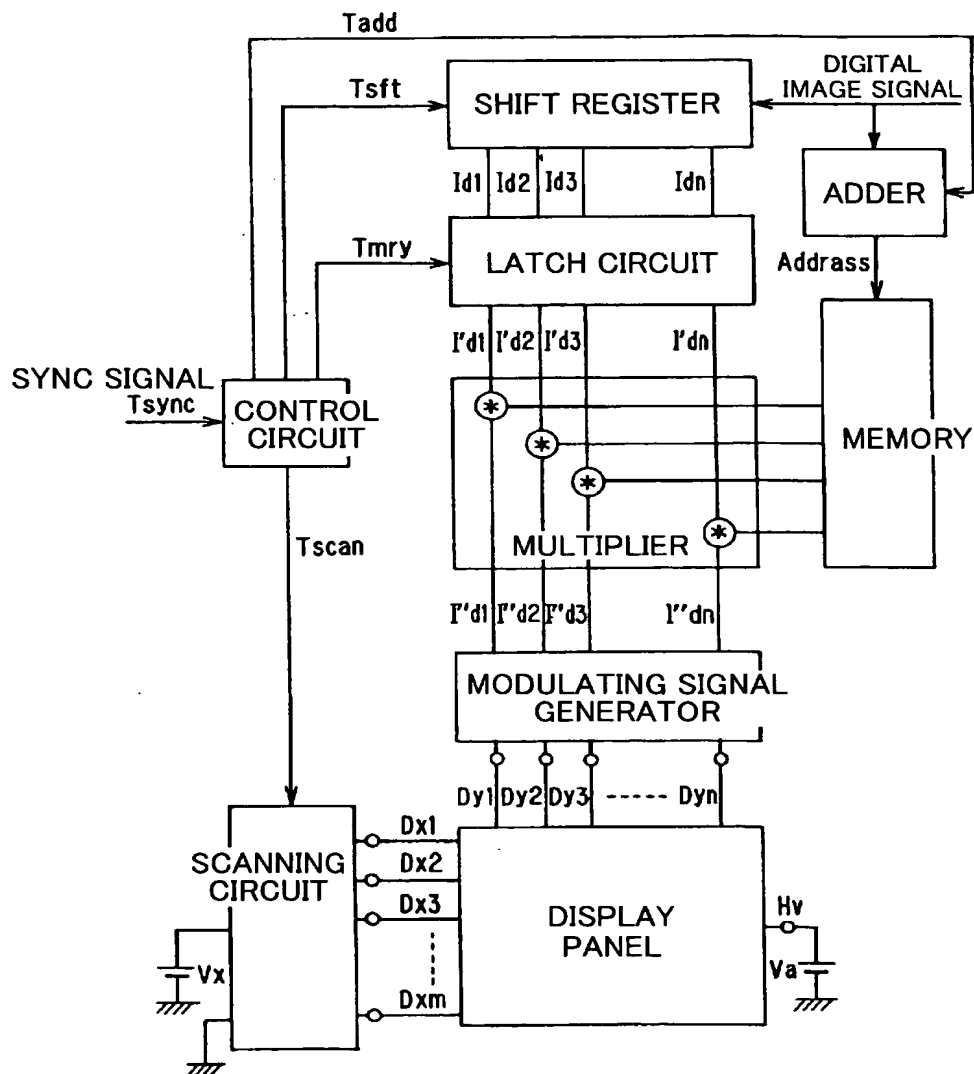 Tadd
DIGITAL
IMAGE SIGNAL
Tsft
SHIFT REGISTER
Id1 Id2 Id3 Idn
ADDER
Tmry
LATCH CIRCUIT
Addrass
I'd1 I'd2 I'd3 I'dn
SYNC SIGNAL
Tsync
CONTROL
CIRCUIT
* * * *
MULTIPLIER
MEMORY
Tscan
I''d1 I''d2 I''d3 I''dn
MODULATING SIGNAL
GENERATOR
Dy1 Dy2 Dy3 ----- Dyn
SCANNING
CIRCUIT
Dx1
Dx2
Dx3
Dxm
DISPLAY
PANEL
Hv
Vx
Va